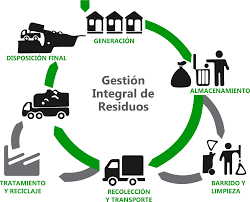 GENERACIÓN
DISPOSICIÓN FINAL
Gestión
Integral de
Residuos
ALMACENAMIENTO
TRATAMIENTO
Y RECICLAJE
RECOLECCIÓN
Y TRANSPORTE
BARRIDO Y
LIMPIEZA